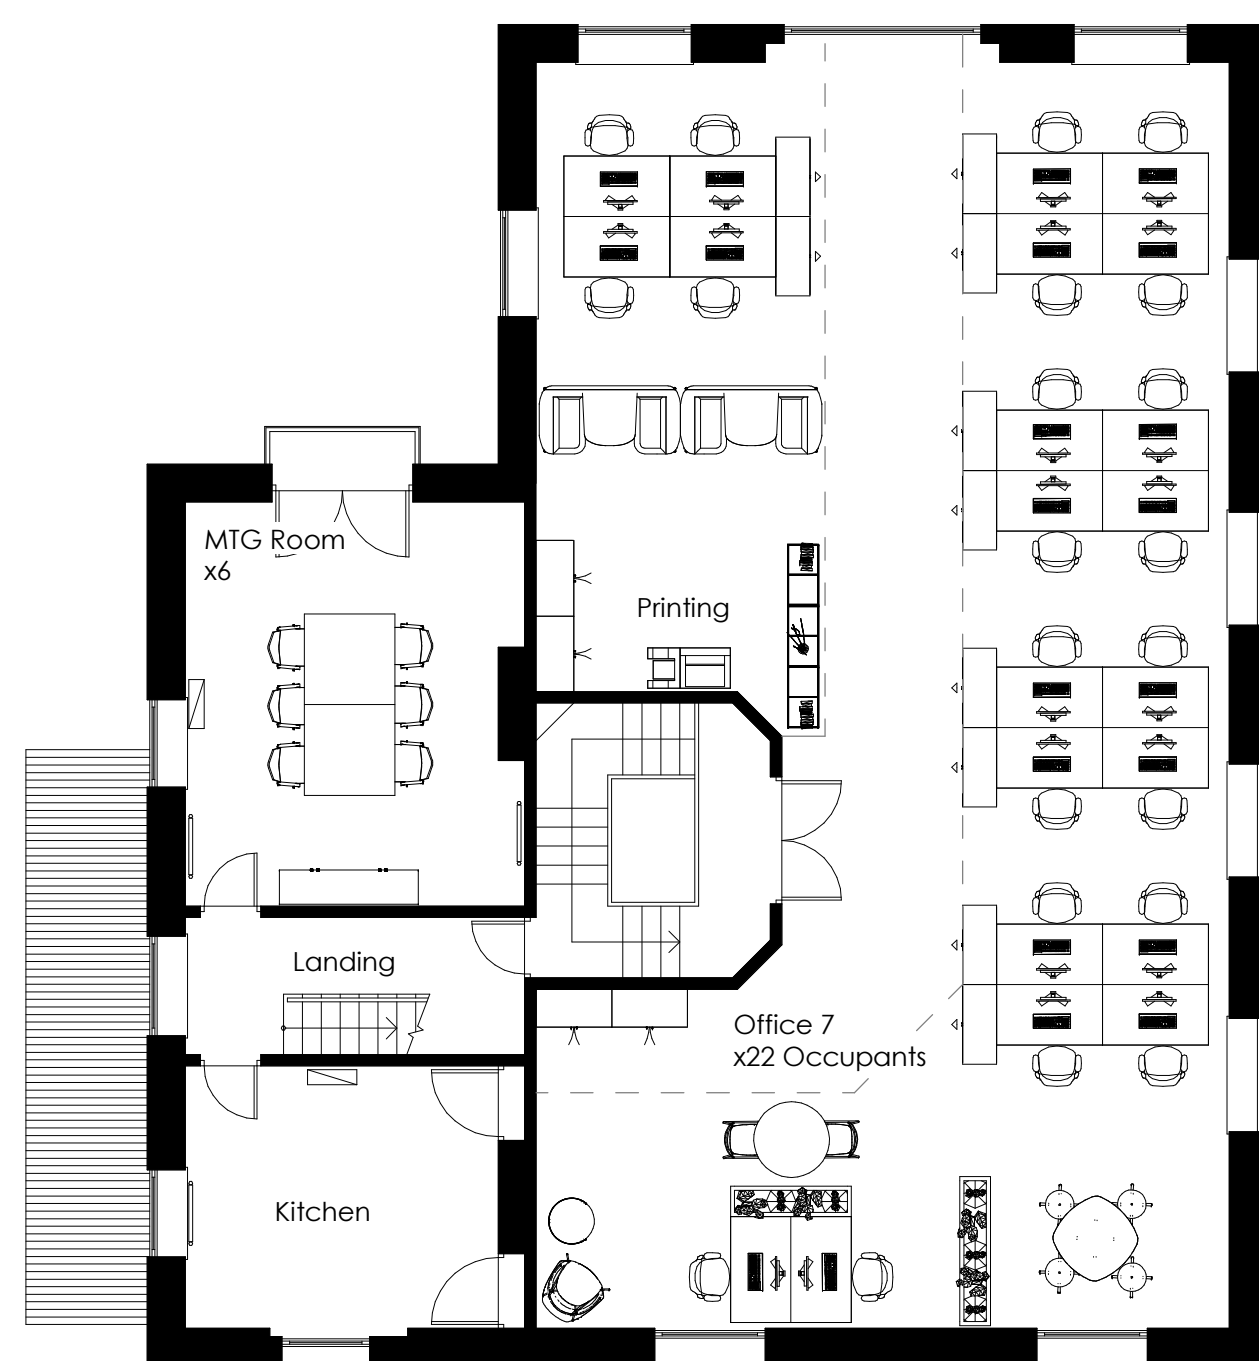 MTG Room
x6
Printing
Landing
Office 7
x22 Occupants
Kitchen